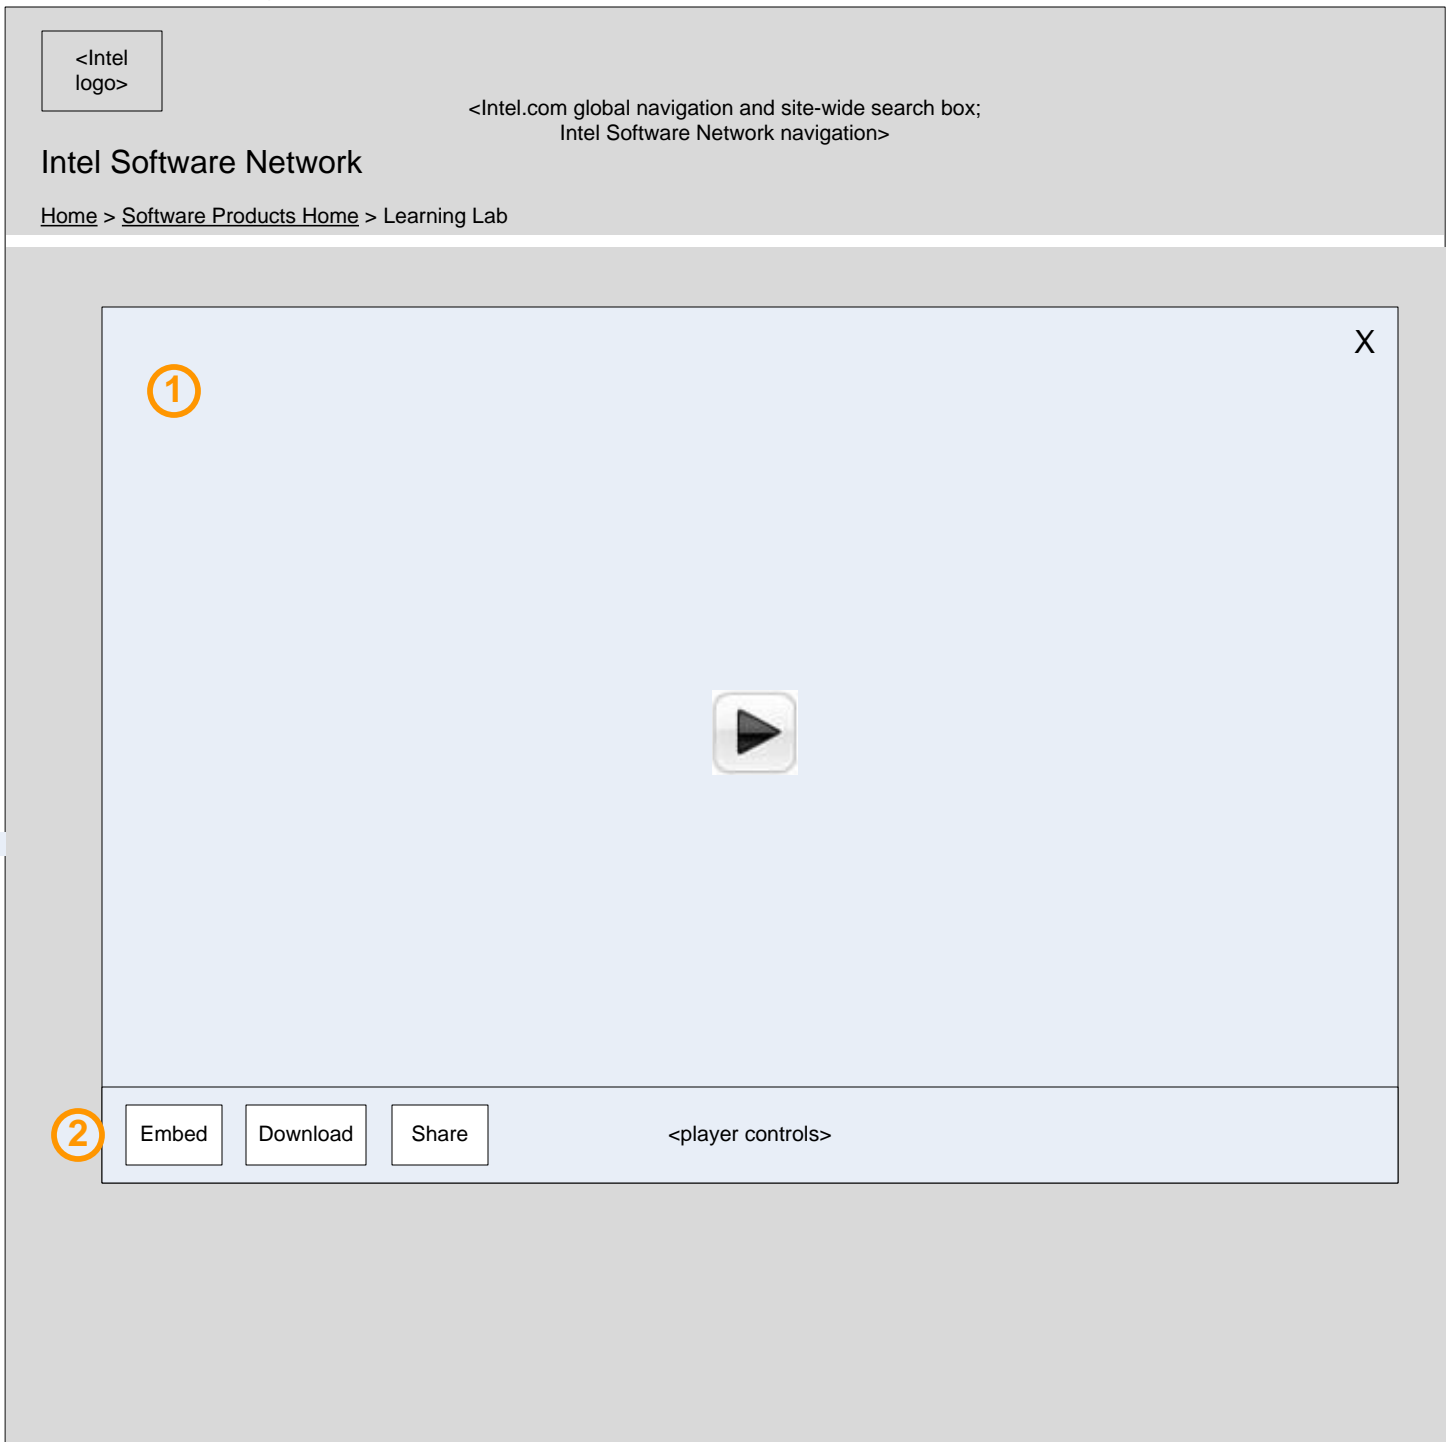 <Intel
logo>
<Intel.com global navigation and site-wide search box;
Intel Software Network navigation>
Intel Software Network
Home > Software Products Home > Learning Lab
X
1
2
Embed
Download
Share
<player controls>